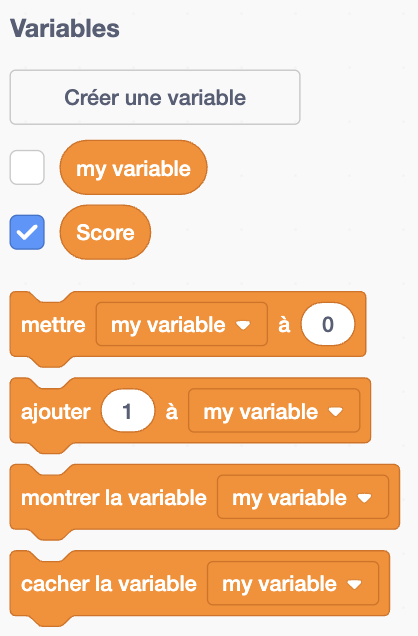 Variables
Créer une variable
my variable
Score
mettre my variable à 0
ajouter 1 à my variable
montrer la variable my variable
cacher la variable my variable